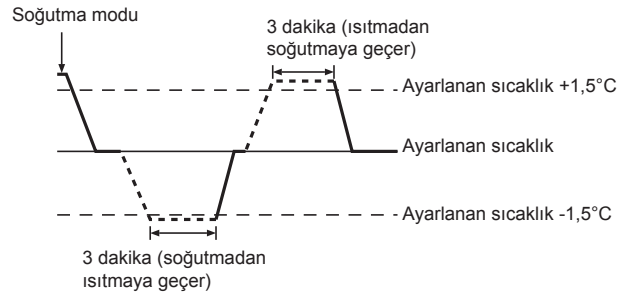 Soğutma modu
3 dakika (ısıtmadan
soğutmaya geçer)
Ayarlanan sıcaklık +1,5°C
Ayarlanan sıcaklık
Ayarlanan sıcaklık -1,5°C
3 dakika (soğutmadan
ısıtmaya geçer)